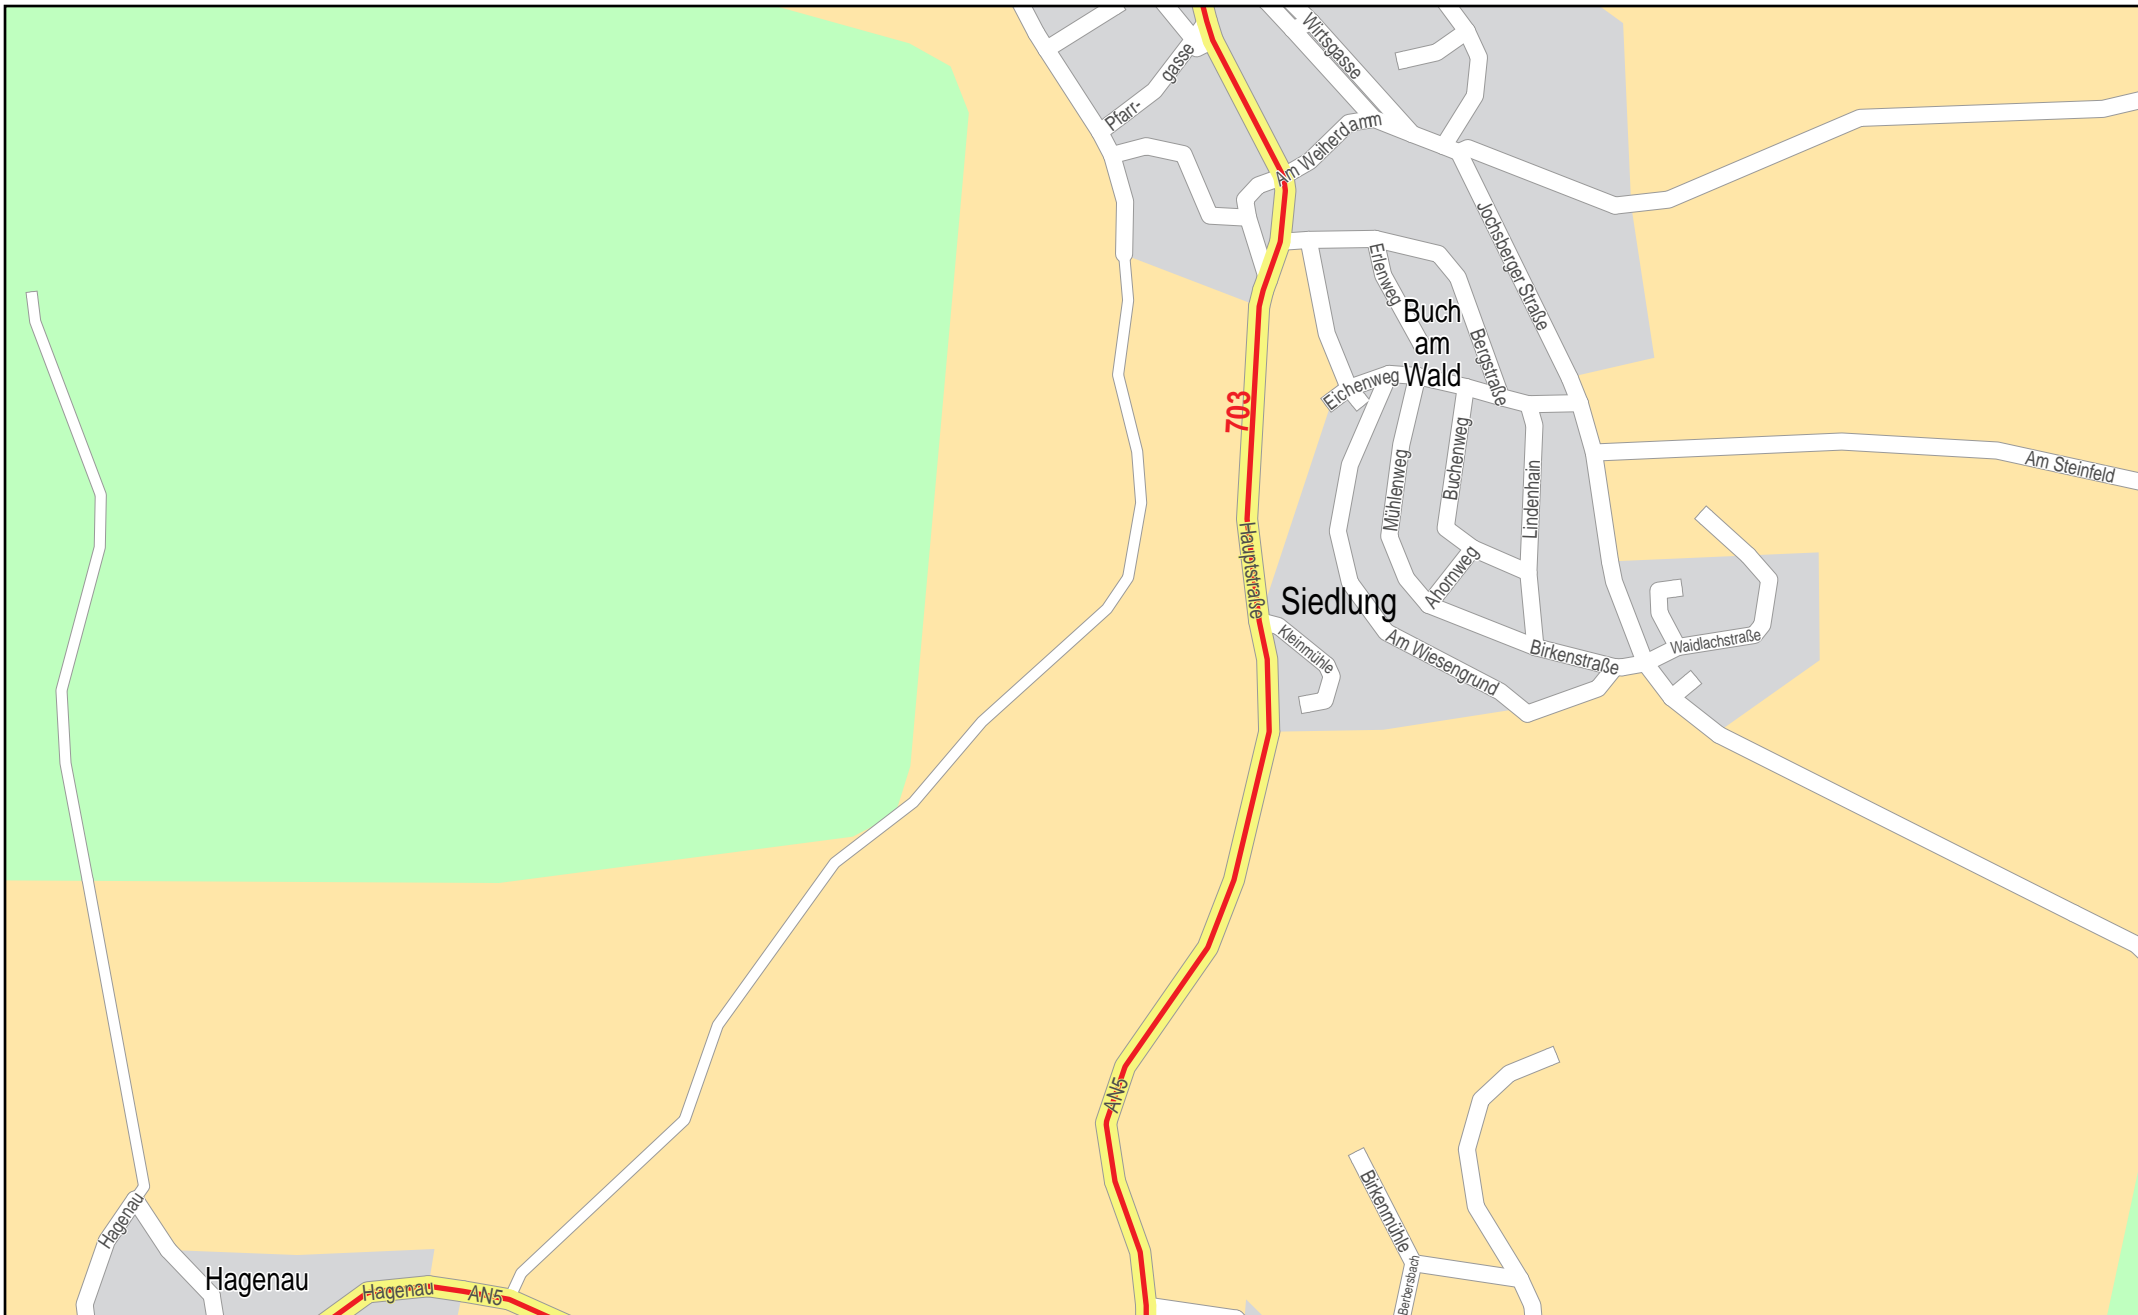 Wirtsgasse
Pfarr-
gasse
Am Weiherdamm
Jochsberger Straße
Erlenweg
Buch
am
Wald
Bergstraße
Eichenweg
703
Buchenweg
Mühlenweg
Lindenhain
Am Steinfeld
Hauptstraße
Ahornweg
Siedlung
Kleinmühle
Am Wiesengrund
Birkenstraße
Waidlachstraße
AN5
Birkenmühle
Berbersbach
Hagenau
Hagenau
Hagenau
AN5